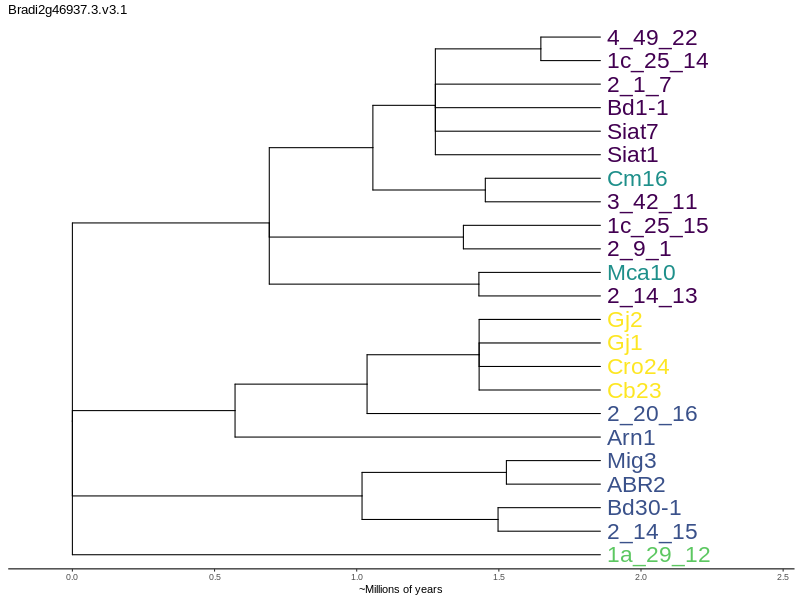 Bradi2g46937.3.v3.1
4_49_22
1c_25_14
2_1_7
Bd1-1
Siat7
Siat1
Cm16
3_42_11
1c_25_15
2_9_1
Mca10
2_14_13
Gj2
Gj1
Cro24
Cb23
2_20_16
Arn1
Mig3
ABR2
Bd30-1
2_14_15
1a_29_12
0.0 0.5 1.0 1.5 2.0 2.5
~Millions of years